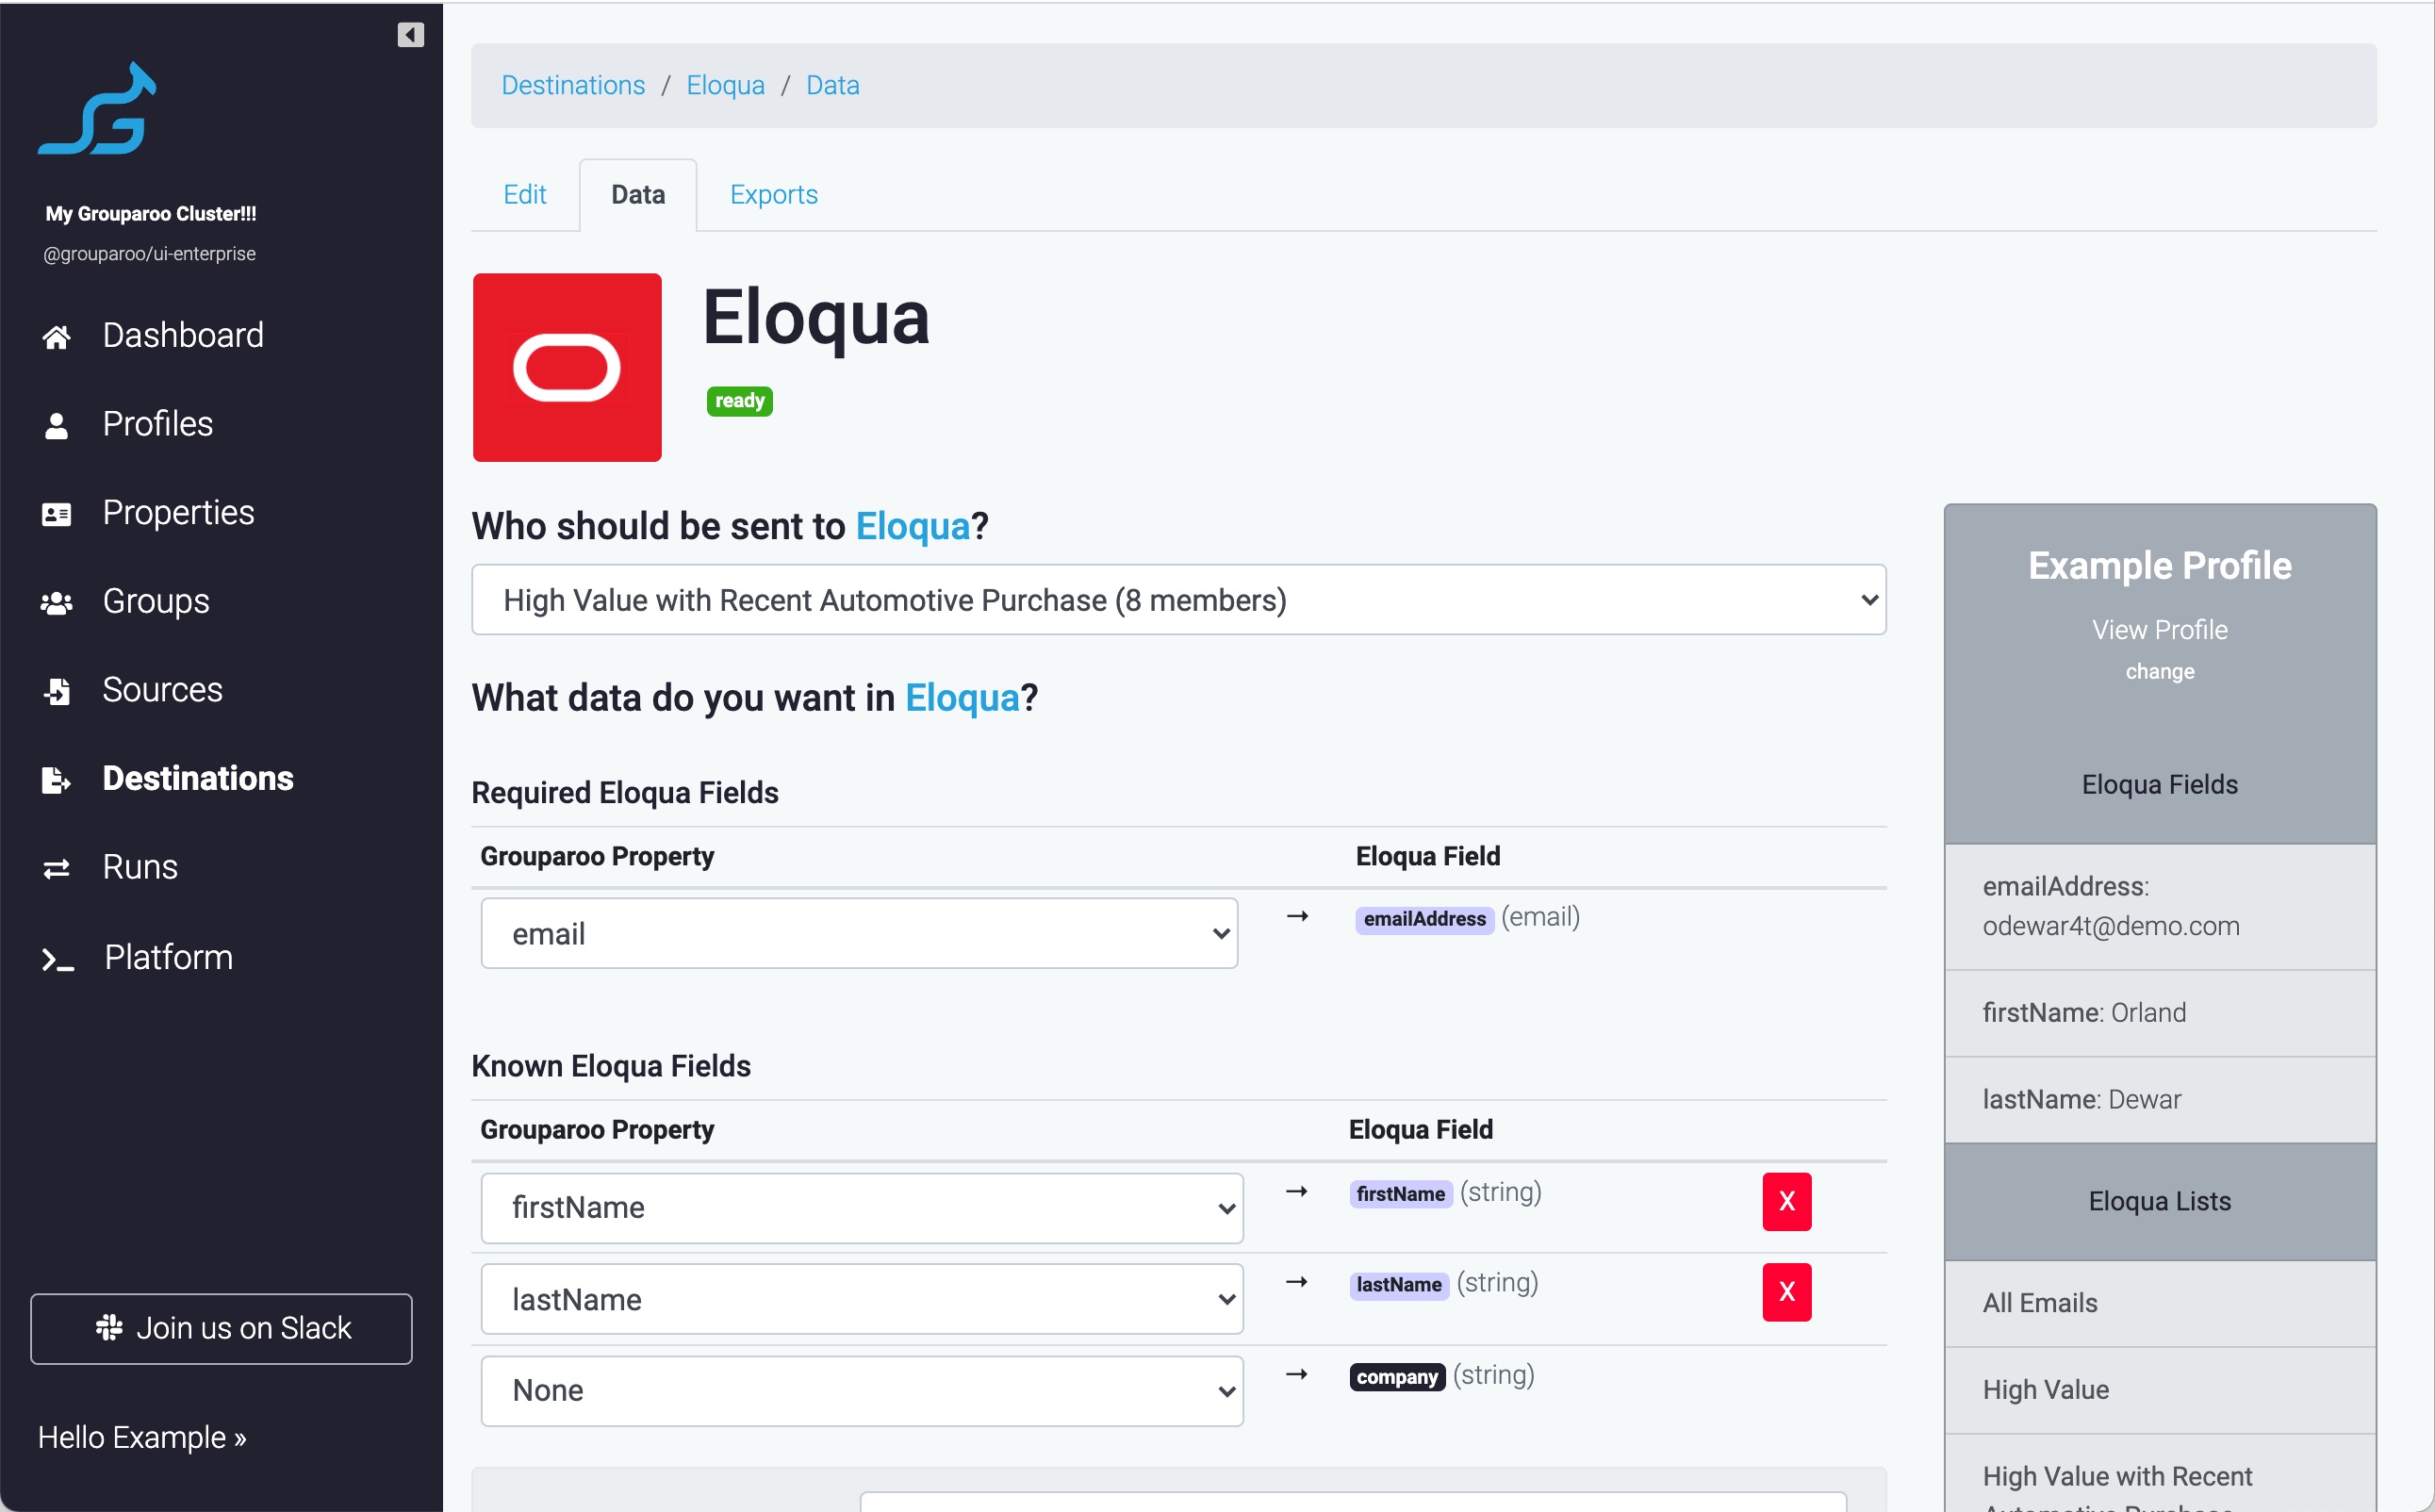 My Grouparoo Cluster!!!
@grouparoo/ui-enterprise
Dashboard
Profiles
Properties
Groups
Sources
Destinations
Runs
Platform
Join us on Slack
Hello Example »
Destinations / Eloqua / Data
Edit
Data
Exports
Eloqua
ready
Who should be sent to Eloqua?
High Value with Recent Automotive Purchase (8 members)
What data do you want in Eloqua?
Required Eloqua Fields
Grouparoo Property
Eloqua Field
email
→
emailAddress (email)
Known Eloqua Fields
Grouparoo Property
Eloqua Field
firstName
→
firstName (string)
X
lastName
→
lastName (string)
X
None
→
company (string)
Example Profile
View Profile
change
Eloqua Fields
emailAddress:
odewar4t@demo.com
firstName: Orland
lastName: Dewar
Eloqua Lists
All Emails
High Value
High Value with Recent
Automotive Purchase